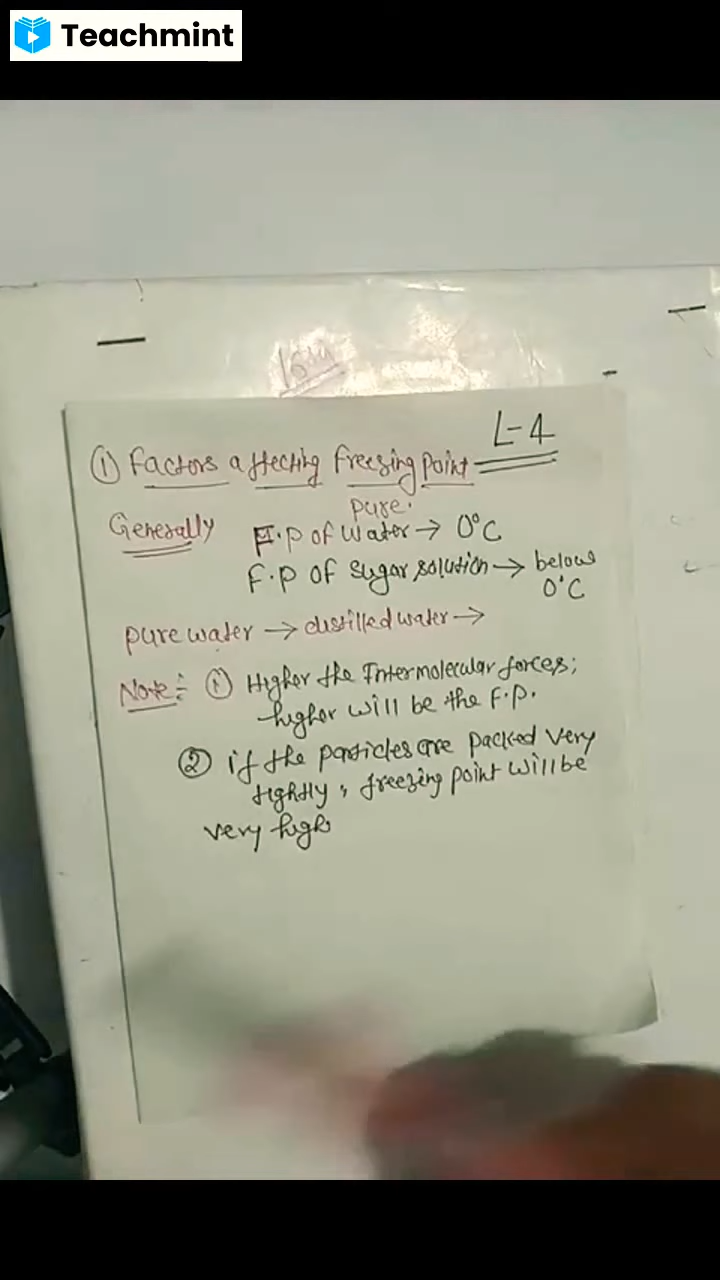 Teachmint
L-4
① Factors affecting freezing point
Generally
pure.
F.p of water → 0°C
F.p of sugar solution → below
0°C
pure water → distilled water →
Note:- ① Higher the Intermolecular forces;
higher will be the F.p.
② if the particles are packed very
tightly, freezing point will be
very high